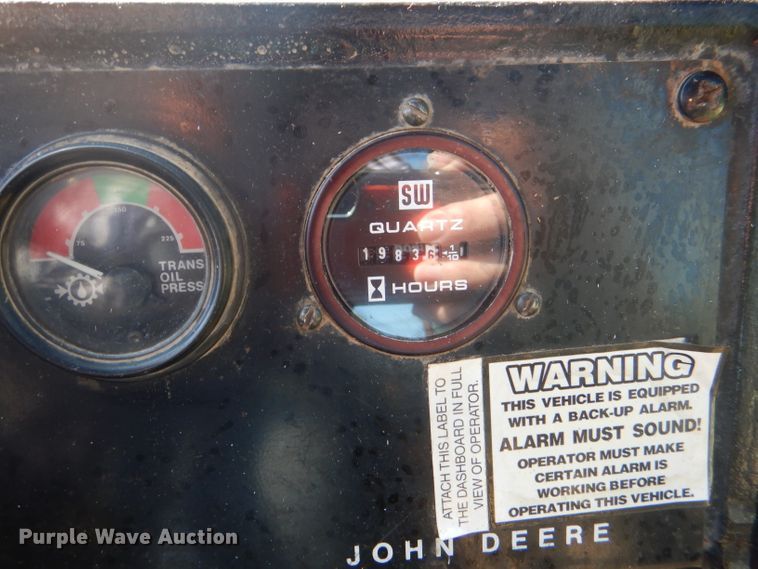 75
150
225
TRANS
OIL
PRESS
SW
QUARTZ
1 9 8 3 6 1/10
HOURS
ATTACH THIS LABEL TO
THE DASHBOARD IN FULL
VIEW OF OPERATOR.
WARNING
THIS VEHICLE IS EQUIPPED
WITH A BACK-UP ALARM.
ALARM MUST SOUND!
OPERATOR MUST MAKE
CERTAIN ALARM IS
WORKING BEFORE
OPERATING THIS VEHICLE.
JOHN DEERE
Purple Wave Auction